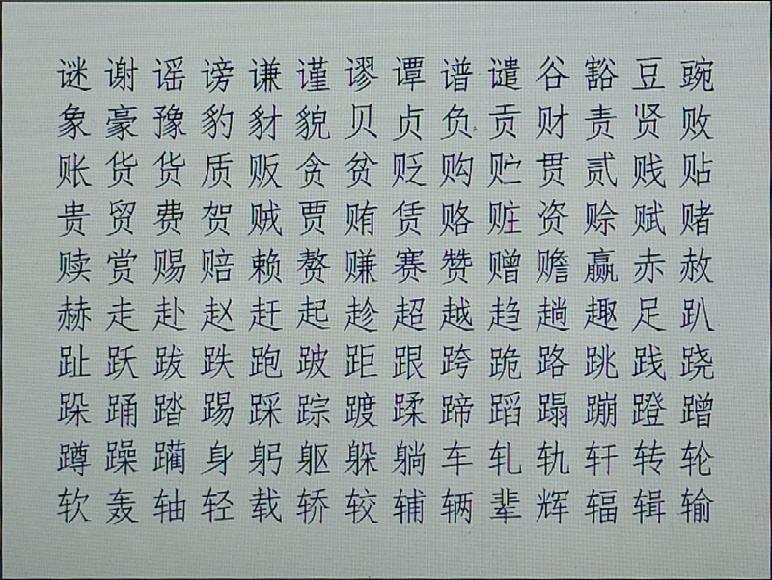 谜谢谣谤谦谨谬谭谱谴谷豁豆豌
象豪豫豹豺貌贝贞负贡财责贤败
账货货质贩贪贫贬购贮贯贰贱贴
贵贸费贺贼贾贿赁赂赃资赊赋赌
赎赏赐赔赖赘赚赛赞赠赡赢赤赦
赫走赴赵赶起趁超越趋趟趣足趴
趾跃跋跌跑跛距跟跨跪路跳践跷
跺踊踏踢踩踪踱蹂蹄蹈蹋蹦蹬蹭
蹲躁躏身躬躯躲躺车轧轨轩转轮
软轰轴轻载轿较辅辆辈辉辐辑输